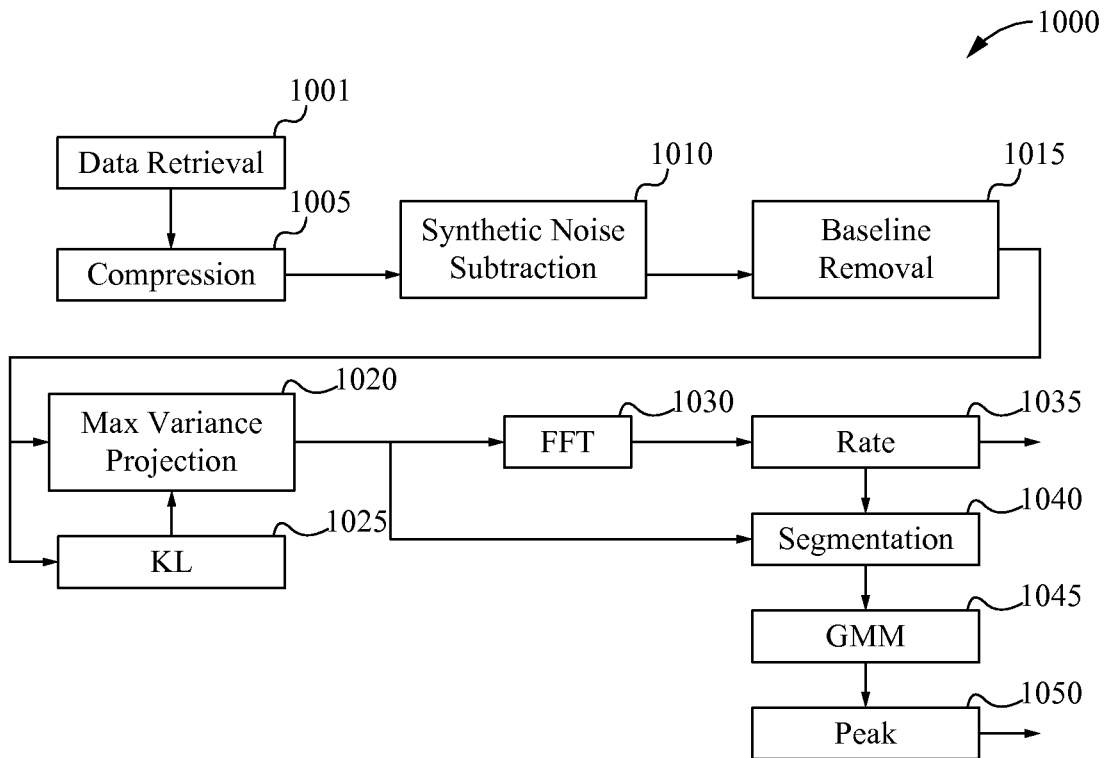 1000
1001
Data Retrieval
1005
Compression
1010
Synthetic Noise
Subtraction
1015
Baseline
Removal
1020
Max Variance
Projection
1025
KL
1030
FFT
1035
Rate
1040
Segmentation
1045
GMM
1050
Peak